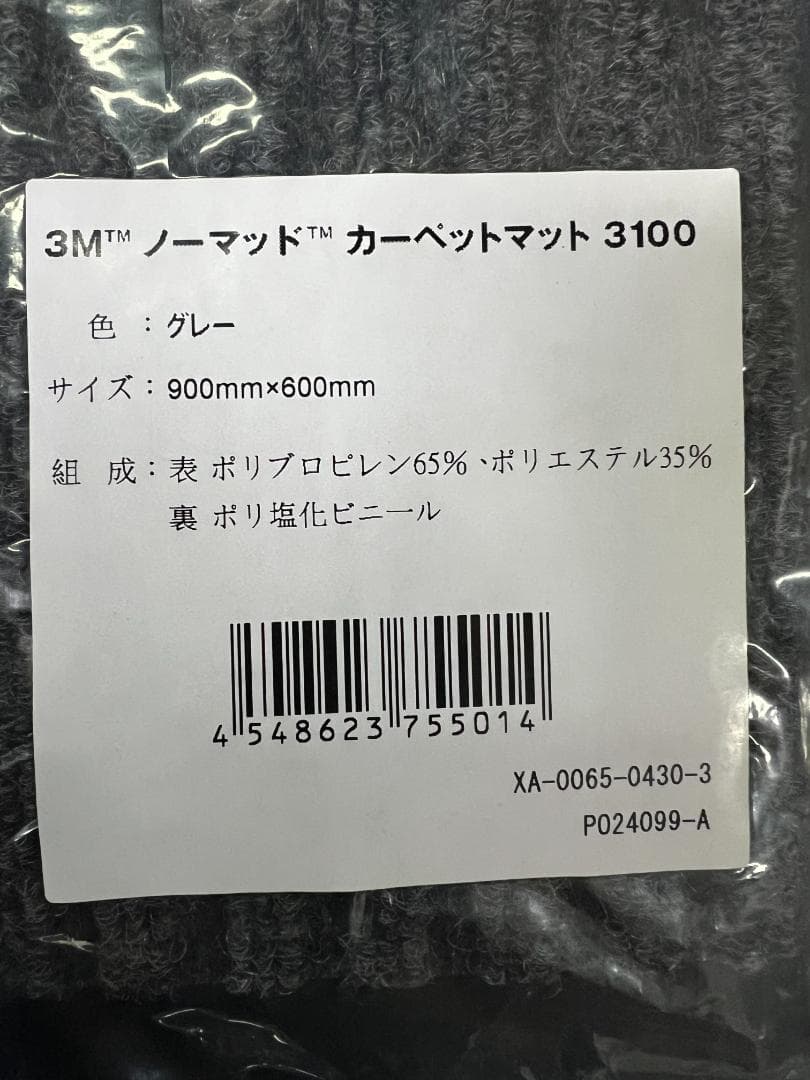 3M™ ノーマッド™ カーペットマット 3100
色 : グレー
サイズ : 900mm×600mm
組 成 : 表 ポリプロピレン65%、ポリエステル35%
裏 ポリ塩化ビニール
4 548623 755014
XA-0065-0430-3
P024099-A